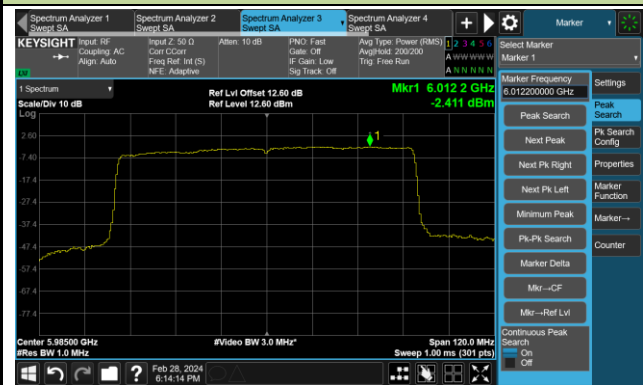 Spectrum Analyzer 1
Swept SA
Spectrum Analyzer 2
Swept SA
Spectrum Analyzer 3
Swept SA
Spectrum Analyzer 4
Swept SA
Marker
KEYSIGHT
Input: RF
Coupling: AC
Align: Auto
Input Z: 50 Ω
Corr CCorr
Freq Ref: Int (S)
NFE: Adaptive
Atten: 10 dB
PNO: Fast
Gate: Off
IF Gain: Low
Sig Track: Off
Avg Type: Power (RMS)
Avg|Hold: 200/200
Trig: Free Run
1 2 3 4 5 6
A W W W W W
A N N N N N
LXI
Select Marker
Marker 1
1 Spectrum
Scale/Div 10 dB
Log
Ref Lvl Offset 12.60 dB
Ref Level 12.60 dBm
Mkr1 6.012 2 GHz
-2.411 dBm
1
2.60
-7.40
-17.4
-27.4
-37.4
-47.4
-57.4
-67.4
-77.4
Center 5.98500 GHz
#Res BW 1.0 MHz
#Video BW 3.0 MHz*
Span 120.0 MHz
Sweep 1.00 ms (301 pts)
Marker Frequency
6.012200000 GHz
Peak Search
Next Peak
Next Pk Right
Next Pk Left
Minimum Peak
Pk-Pk Search
Marker Delta
Mkr→CF
Mkr→Ref Lvl
Continuous Peak
Search
On
Off
Settings
Peak
Search
Pk Search
Config
Properties
Marker
Function
Marker→
Counter
Feb 28, 2024
6:14:14 PM